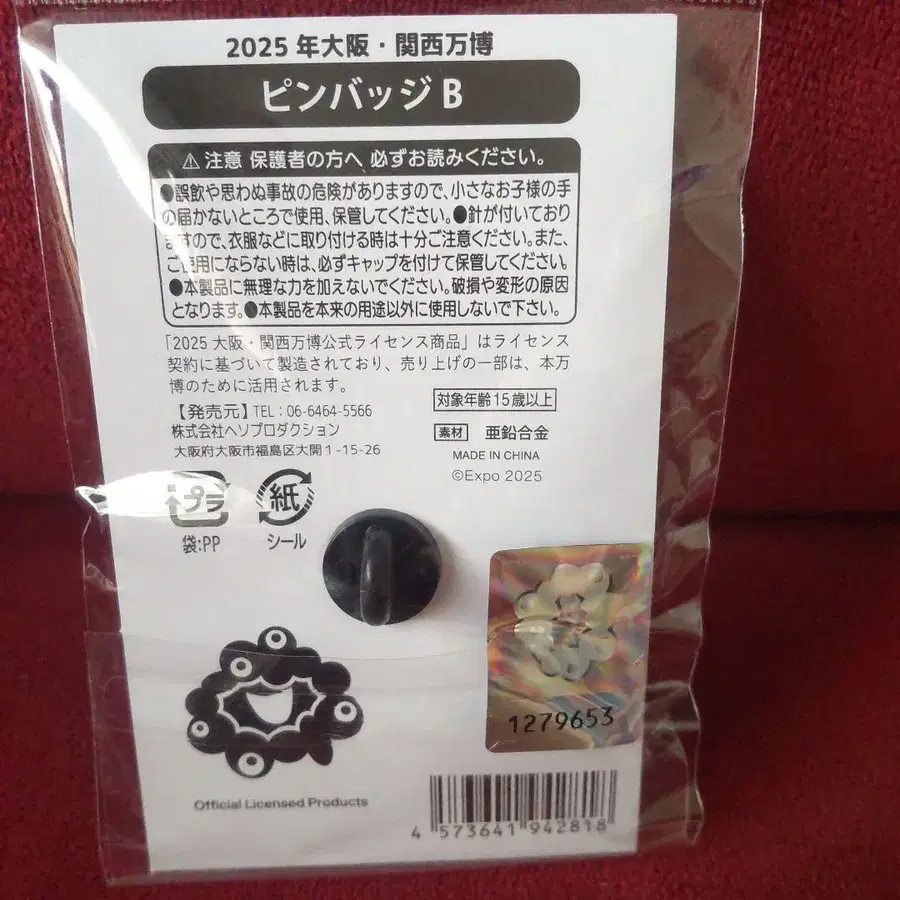 2025 年大阪・関西万博
ピンバッジ B
⚠ 注意 保護者の方へ 必ずお読みください。
●誤飲や思わぬ事故の危険がありますので、小さなお子様の手
の届かないところで使用、保管してください。●針が付いており
ますので、衣服などに取り付ける時は十分ご注意ください。また、
ご使用にならない時は、必ずキャップを付けて保管してください。
●本製品に無理な力を加えないでください。破損や変形の原因
となります。●本製品を本来の用途以外に使用しないで下さい。
「2025 大阪・関西万博公式ライセンス商品」はライセンス
契約に基づいて製造されており、売り上げの一部は、本万
博のために活用されます。
【発売元】TEL：06-6464-5566
株式会社ヘソプロダクション
大阪府大阪市福島区大開1-15-26
対象年齢15歳以上
素材 亜鉛合金
MADE IN CHINA
©Expo 2025
プラ
袋:PP
紙
シール
1279653
Official Licensed Products
4 573641 942818